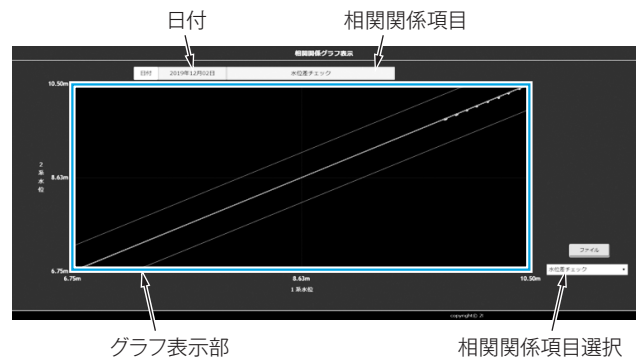 日付
相関関係項目
相関関係グラフ表示
日付 2019年12月02日 水位差チェック
10.50m
2系水位
8.63m
6.75m
6.75m 8.63m 10.50m
1系水位
ファイル
水位差チェック
copyright© 2
グラフ表示部
相関関係項目選択